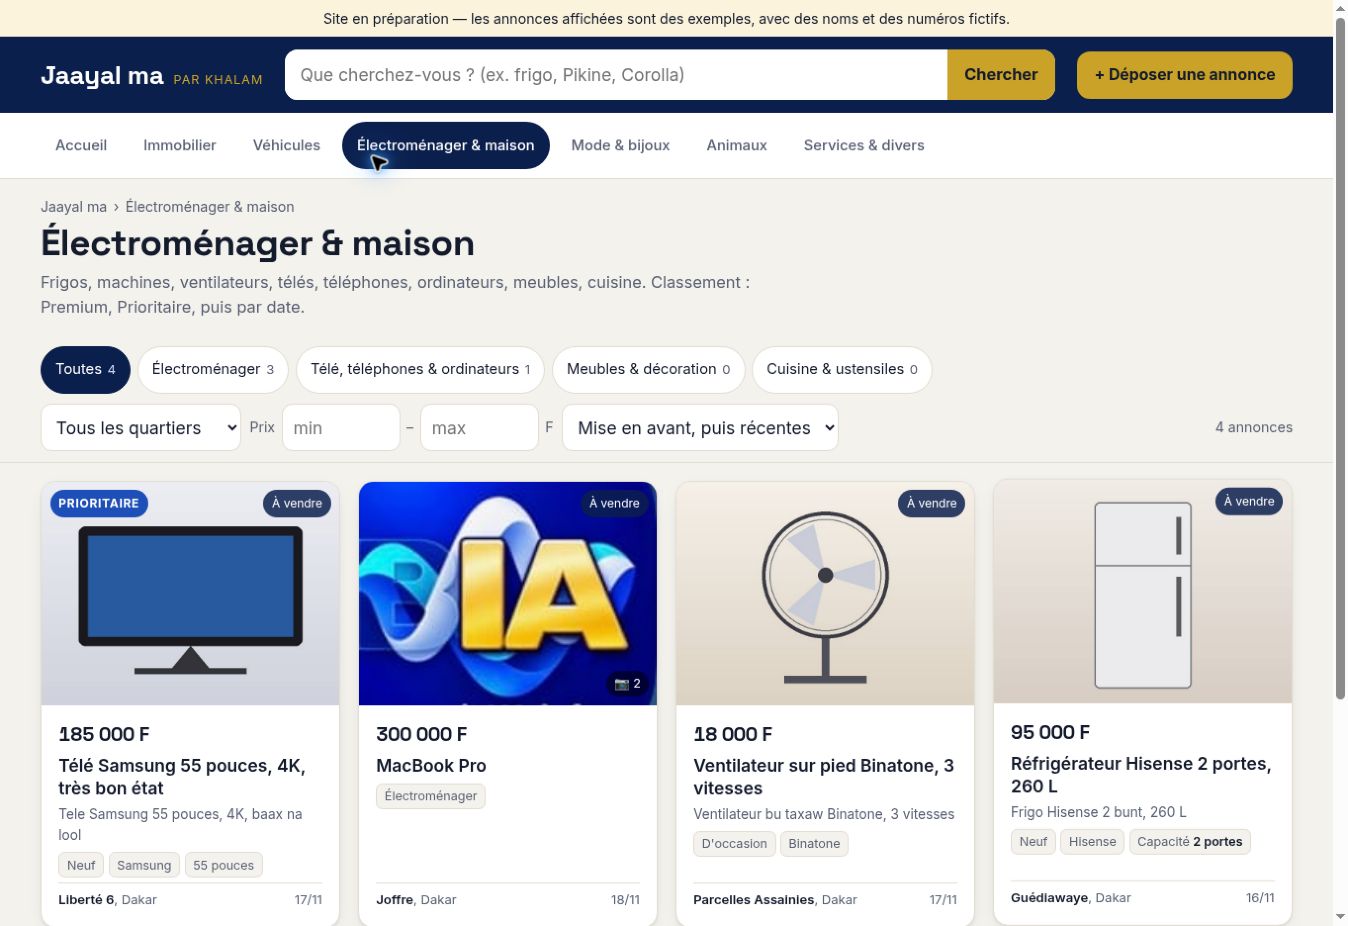 Site en préparation — les annonces affichées sont des exemples, avec des noms et des numéros fictifs.
Jaayal ma PAR KHALAM
Que cherchez-vous ? (ex. frigo, Pikine, Corolla)
Chercher
+ Déposer une annonce
Accueil
Immobilier
Véhicules
Électroménager & maison
Mode & bijoux
Animaux
Services & divers
Jaayal ma › Électroménager & maison
Électroménager & maison
Frigos, machines, ventilateurs, télés, téléphones, ordinateurs, meubles, cuisine. Classement :
Premium, Prioritaire, puis par date.
Toutes 4
Électroménager 3
Télé, téléphones & ordinateurs 1
Meubles & décoration 0
Cuisine & ustensiles 0
Tous les quartiers
Prix
min
–
max
F
Mise en avant, puis récentes
4 annonces
PRIORITAIRE
À vendre
185 000 F
Télé Samsung 55 pouces, 4K,
très bon état
Tele Samsung 55 pouces, 4K, baax na
lool
Neuf
Samsung
55 pouces
Liberté 6, Dakar
17/11
À vendre
IA
2
300 000 F
MacBook Pro
Électroménager
Joffre, Dakar
18/11
À vendre
18 000 F
Ventilateur sur pied Binatone, 3
vitesses
Ventilateur bu taxaw Binatone, 3 vitesses
D'occasion
Binatone
Parcelles Assainies, Dakar
17/11
À vendre
95 000 F
Réfrigérateur Hisense 2 portes,
260 L
Frigo Hisense 2 bunt, 260 L
Neuf
Hisense
Capacité 2 portes
Guédiawaye, Dakar
16/11